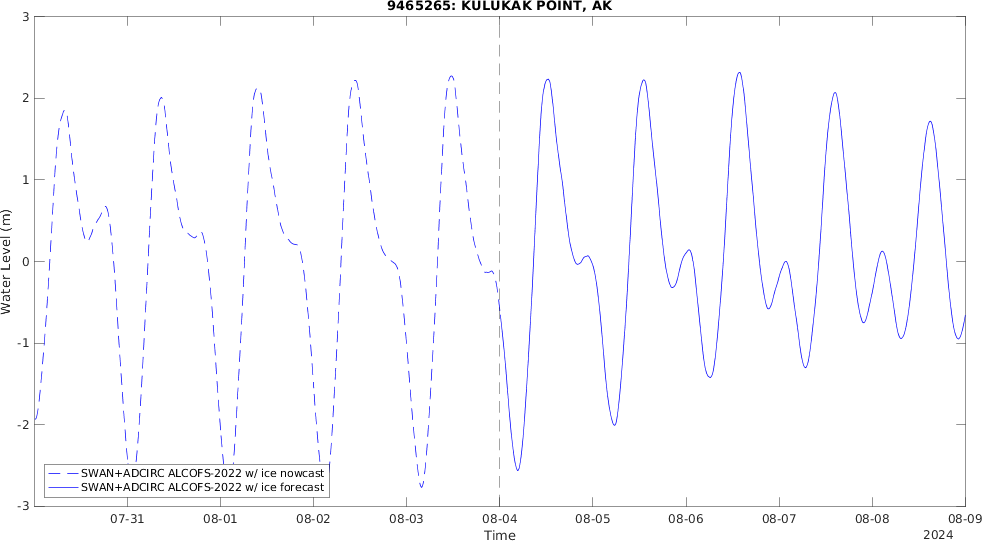 9465265: KULUKAK POINT, AK
3
2
1
0
-1
-2
-3
Water Level (m)
SWAN+ADCIRC ALCOFS-2022 w/ ice nowcast
SWAN+ADCIRC ALCOFS-2022 w/ ice forecast
07-31 08-01 08-02 08-03 08-04 08-05 08-06 08-07 08-08 08-09
Time
2024